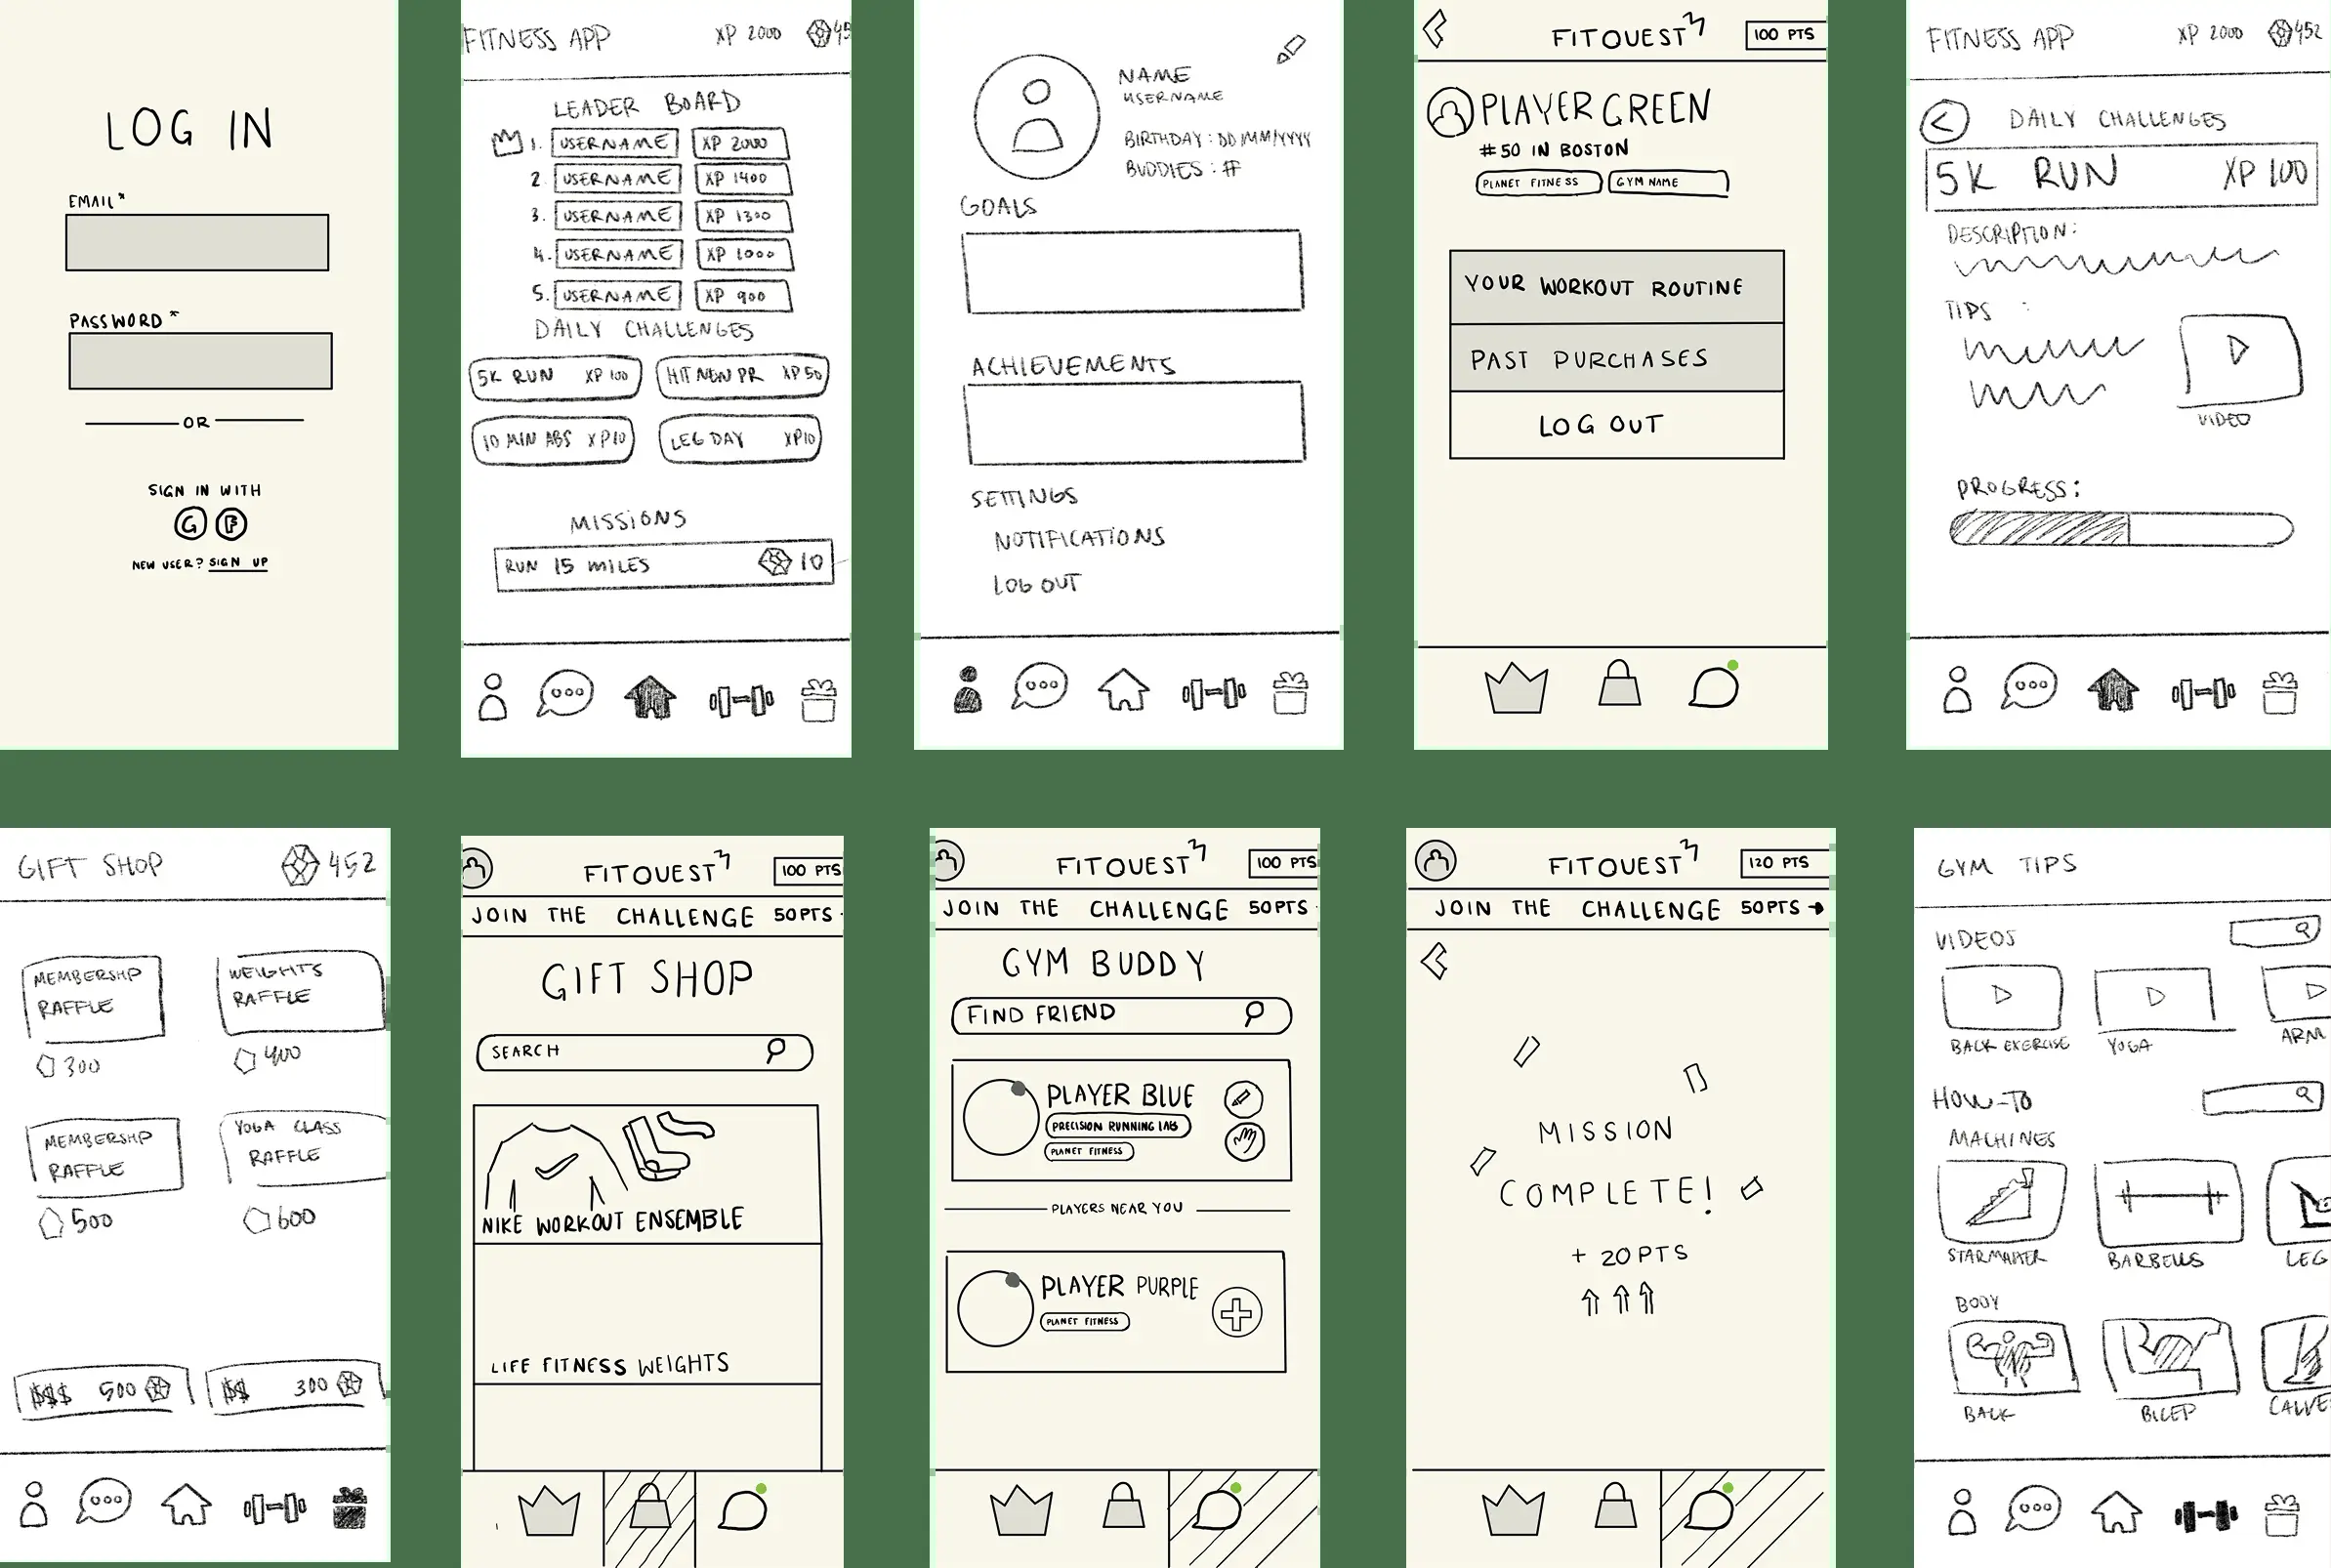 LOG IN
EMAIL*
PASSWORD*
OR
SIGN IN WITH
G F
NEW USER? SIGN UP
FITNESS APP XP 2000 45
LEADER BOARD
1. USERNAME XP 2000
2. USERNAME XP 1400
3. USERNAME XP 1300
4. USERNAME XP 1000
5. USERNAME XP 900
DAILY CHALLENGES
5K RUN XP 100 HIT NEW PR XP 50
10 MIN ABS XP10 LEG DAY XP10
MISSIONS
RUN 15 MILES 10
NAME
USERNAME
BIRTHDAY : DD/MM/YYYY
BUDDIES : #
GOALS
ACHIEVEMENTS
SETTINGS
NOTIFICATIONS
LOG OUT
FITQUEST 100 PTS
PLAYER GREEN
#50 IN BOSTON
PLANET FITNESS GYM NAME
YOUR WORKOUT ROUTINE
PAST PURCHASES
LOG OUT
FITNESS APP XP 2000 452
DAILY CHALLENGES
5K RUN XP 100
DESCRIPTION:
TIPS :
VIDEO
PROGRESS:
GIFT SHOP 452
MEMBERSHIP RAFFLE
300
WEIGHTS RAFFLE
400
MEMBERSHIP RAFFLE
500
YOGA CLASS RAFFLE
600
$$$ 500 $$ 300
FITQUEST 100 PTS
JOIN THE CHALLENGE 50PTS
GIFT SHOP
SEARCH
NIKE WORKOUT ENSEMBLE
LIFE FITNESS WEIGHTS
FITQUEST 100 PTS
JOIN THE CHALLENGE 50PTS
GYM BUDDY
FIND FRIEND
PLAYER BLUE
PRECISION RUNNING LAB
PLANET FITNESS
PLAYERS NEAR YOU
PLAYER PURPLE
PLANET FITNESS
FITQUEST 120 PTS
JOIN THE CHALLENGE 50PTS →
MISSION
COMPLETE!
+ 20PTS
GYM TIPS
VIDEOS
BACK EXERCISE YOGA ARM
HOW-TO
MACHINES
BARBELLS LEG
BODY
BACK BICEP CALVE